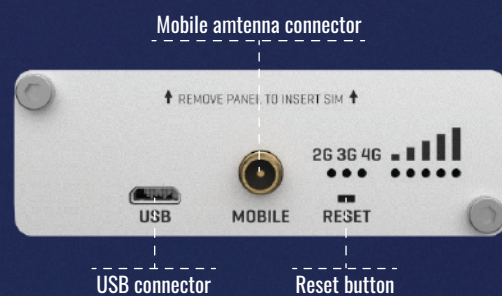 Mobile amtenna connector
REMOVE PANEL TO INSERT SIM
2G 3G 4G
USB MOBILE RESET
USB connector Reset button